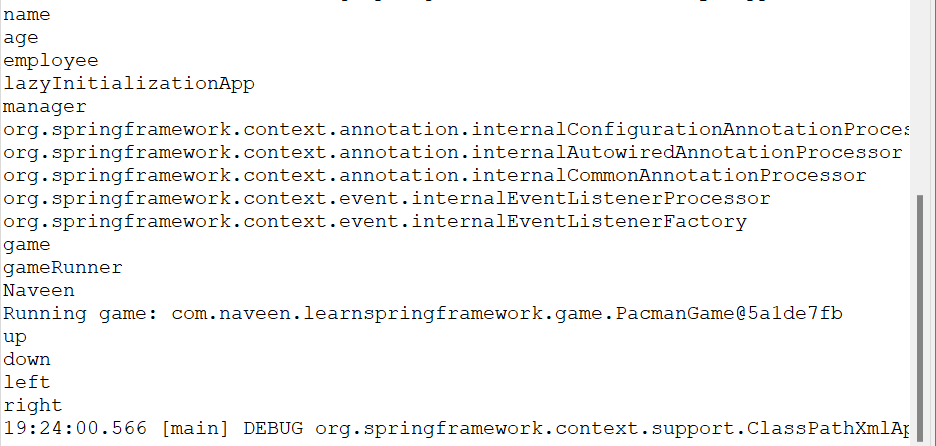 name
age
employee
lazyInitializationApp
manager
org.springframework.context.annotation.internalConfigurationAnnotationProces
org.springframework.context.annotation.internalAutowiredAnnotationProcessor
org.springframework.context.annotation.internalCommonAnnotationProcessor
org.springframework.context.event.internalEventListenerProcessor
org.springframework.context.event.internalEventListenerFactory
game
gameRunner
Naveen
Running game: com.naveen.learnspringframework.game.PacmanGame@5a1de7fb
up
down
left
right
19:24:00.566 [main] DEBUG org.springframework.context.support.ClassPathXmlAp